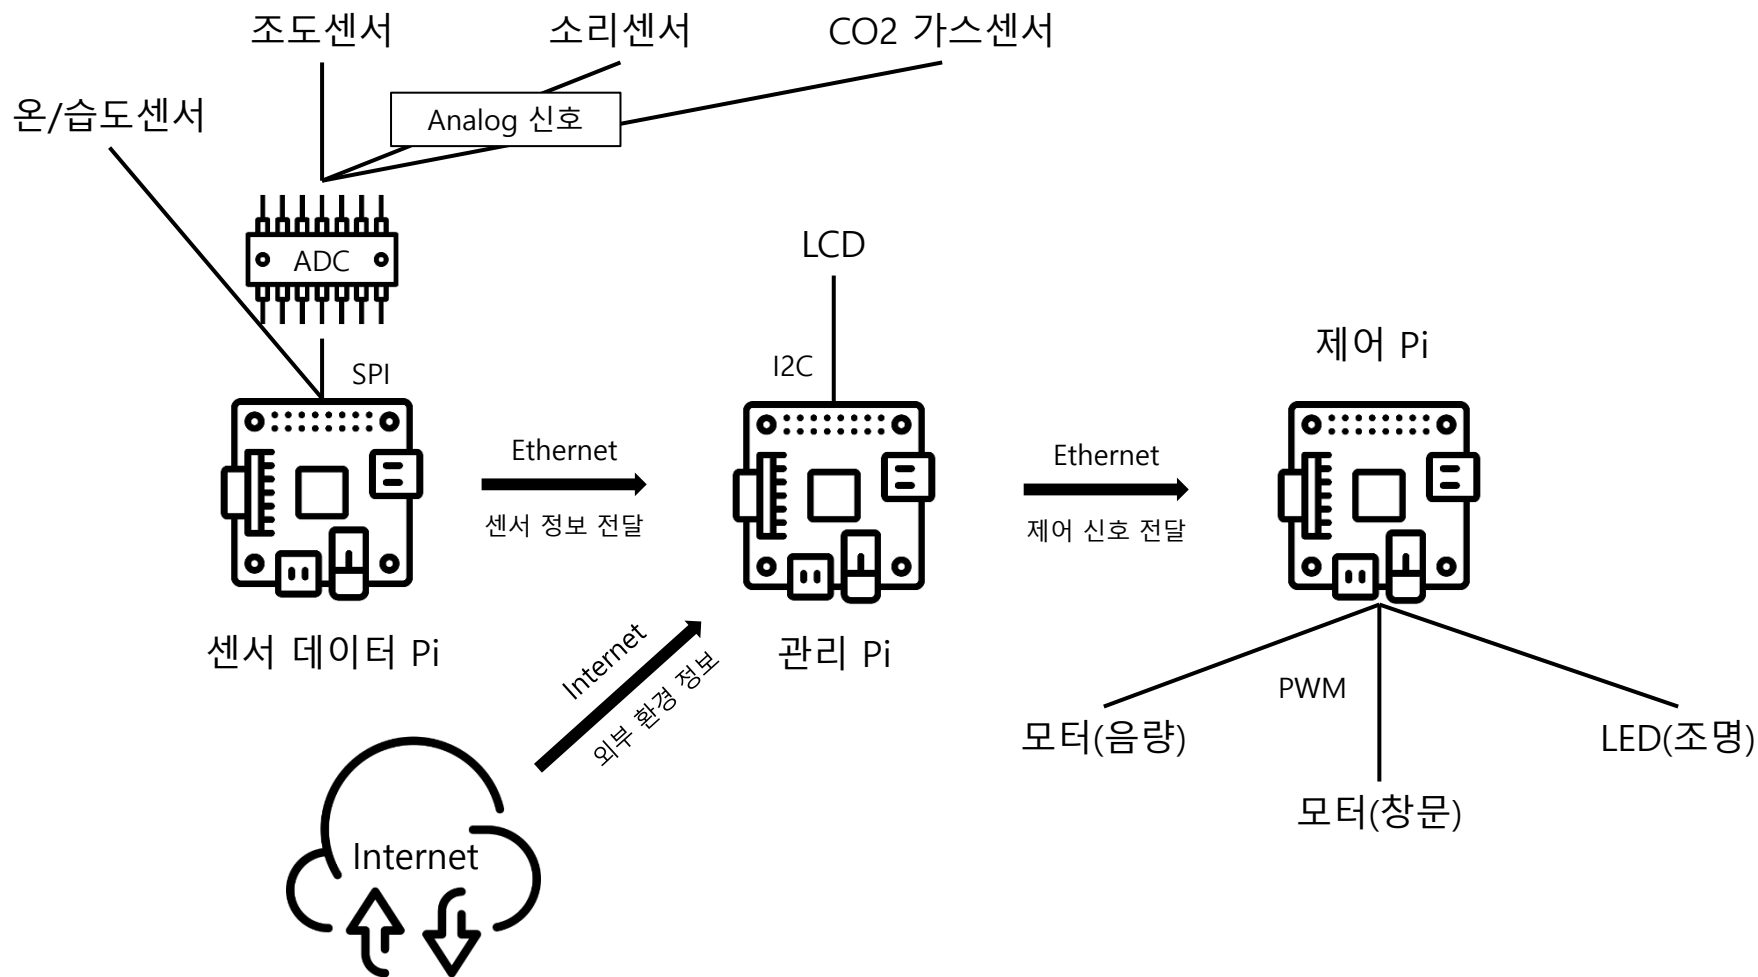 조도센서
소리센서
CO2 가스센서
온/습도센서
Analog 신호
ADC
SPI
LCD
I2C
제어 Pi
Ethernet
센서 정보 전달
Ethernet
제어 신호 전달
센서 데이터 Pi
관리 Pi
Internet
외부 환경 정보
PWM
모터(음량)
모터(창문)
LED(조명)
Internet